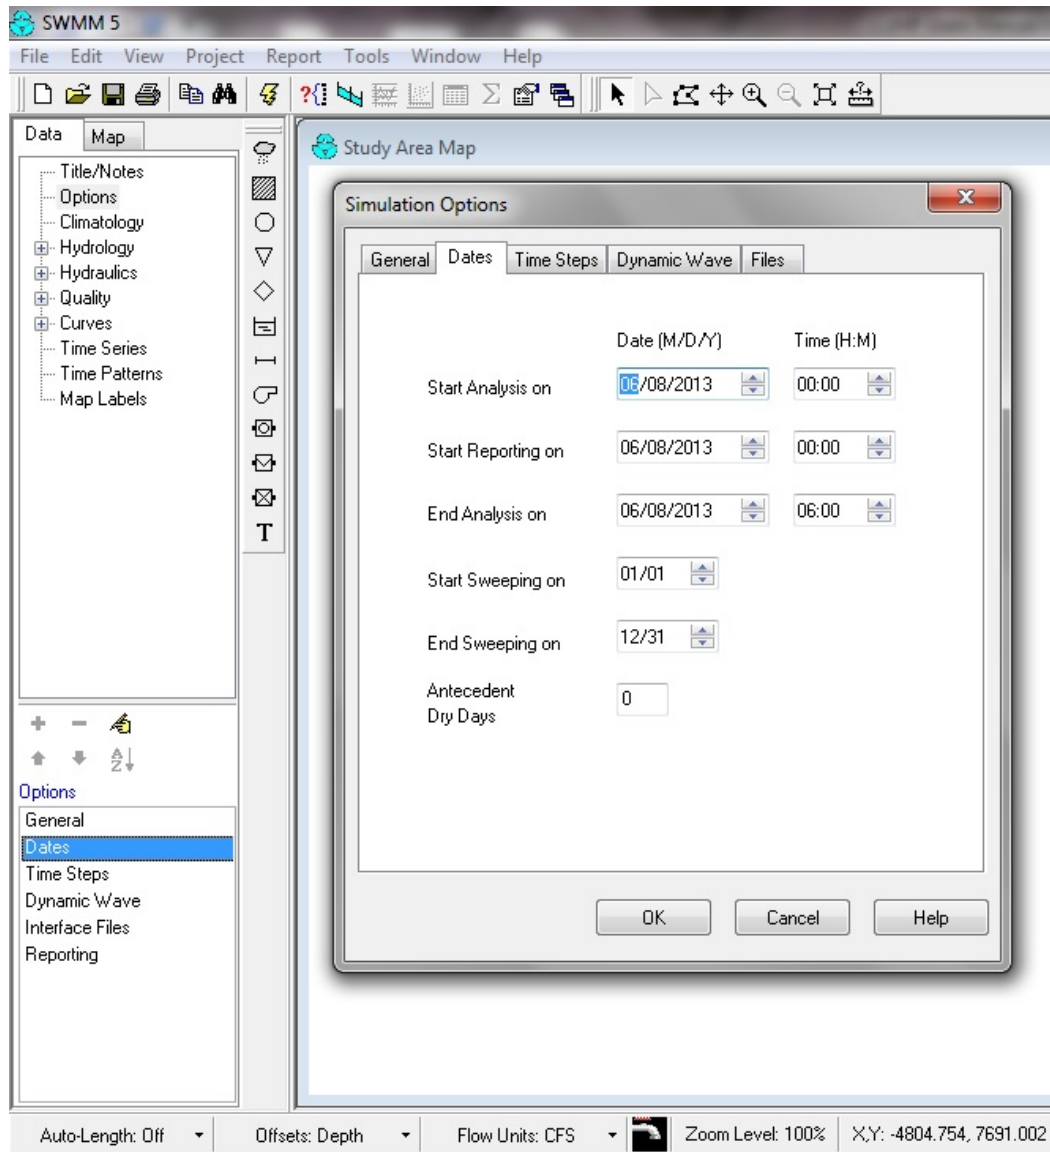 SWMM 5
File Edit View Project Report Tools Window Help
Data Map
Title/Notes
Options
Climatology
Hydrology
Hydraulics
Quality
Curves
Time Series
Time Patterns
Map Labels
T
Options
General
Dates
Time Steps
Dynamic Wave
Interface Files
Reporting
Study Area Map
Simulation Options
General Dates Time Steps Dynamic Wave Files
Date (M/D/Y) Time (H:M)
Start Analysis on 06/08/2013 00:00
Start Reporting on 06/08/2013 00:00
End Analysis on 06/08/2013 06:00
Start Sweeping on 01/01
End Sweeping on 12/31
Antecedent
Dry Days 0
OK Cancel Help
Auto-Length: Off Offsets: Depth Flow Units: CFS Zoom Level: 100% X,Y: -4804.754, 7691.002